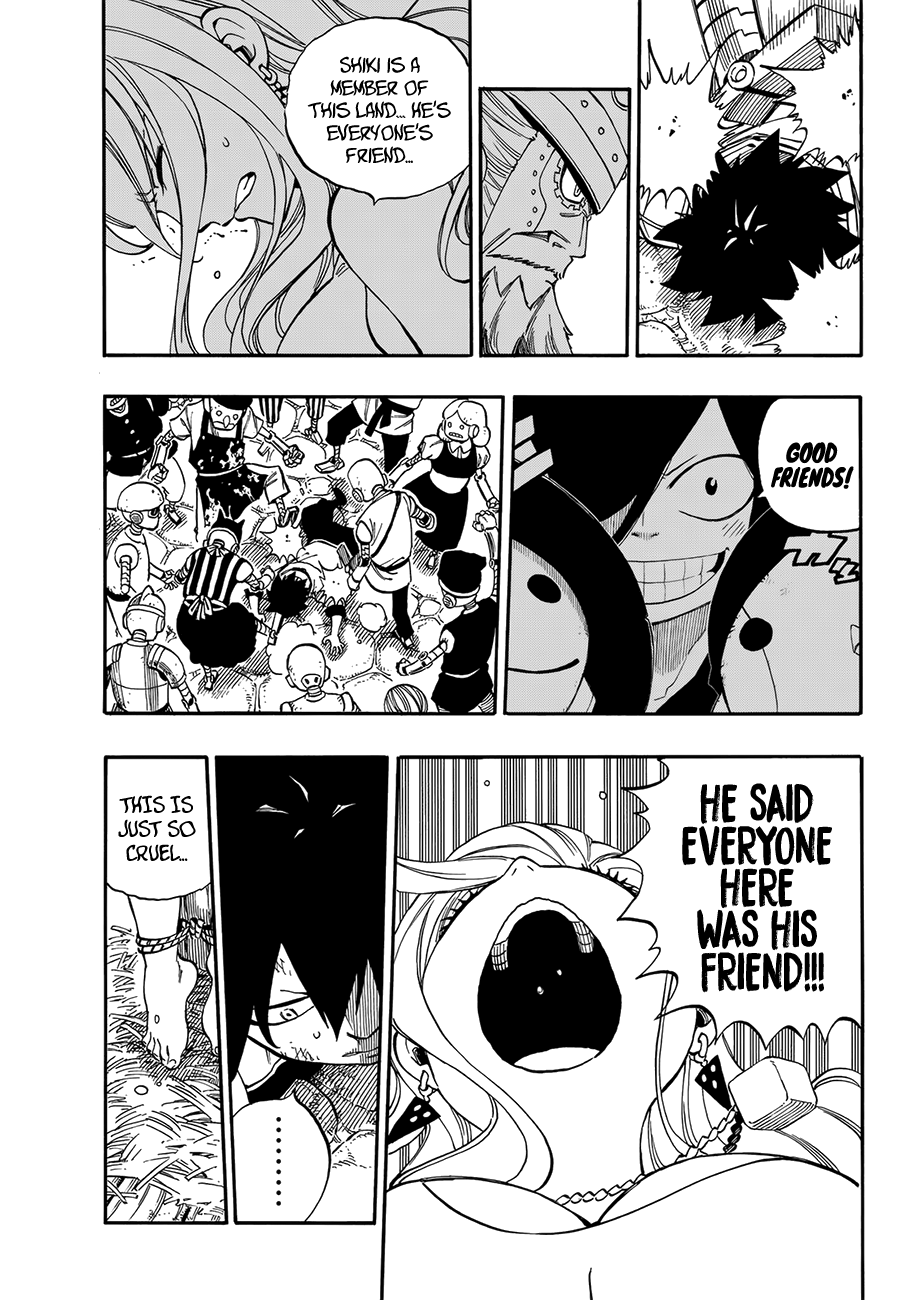 SHIKI IS A
MEMBER OF
THIS LAND... HE'S
EVERYONE'S
FRIEND...
GOOD
FRIENDS!
HE SAID
EVERYONE
HERE
WAS HIS
FRIEND!!!
.........
THIS IS
JUST SO
CRUEL...